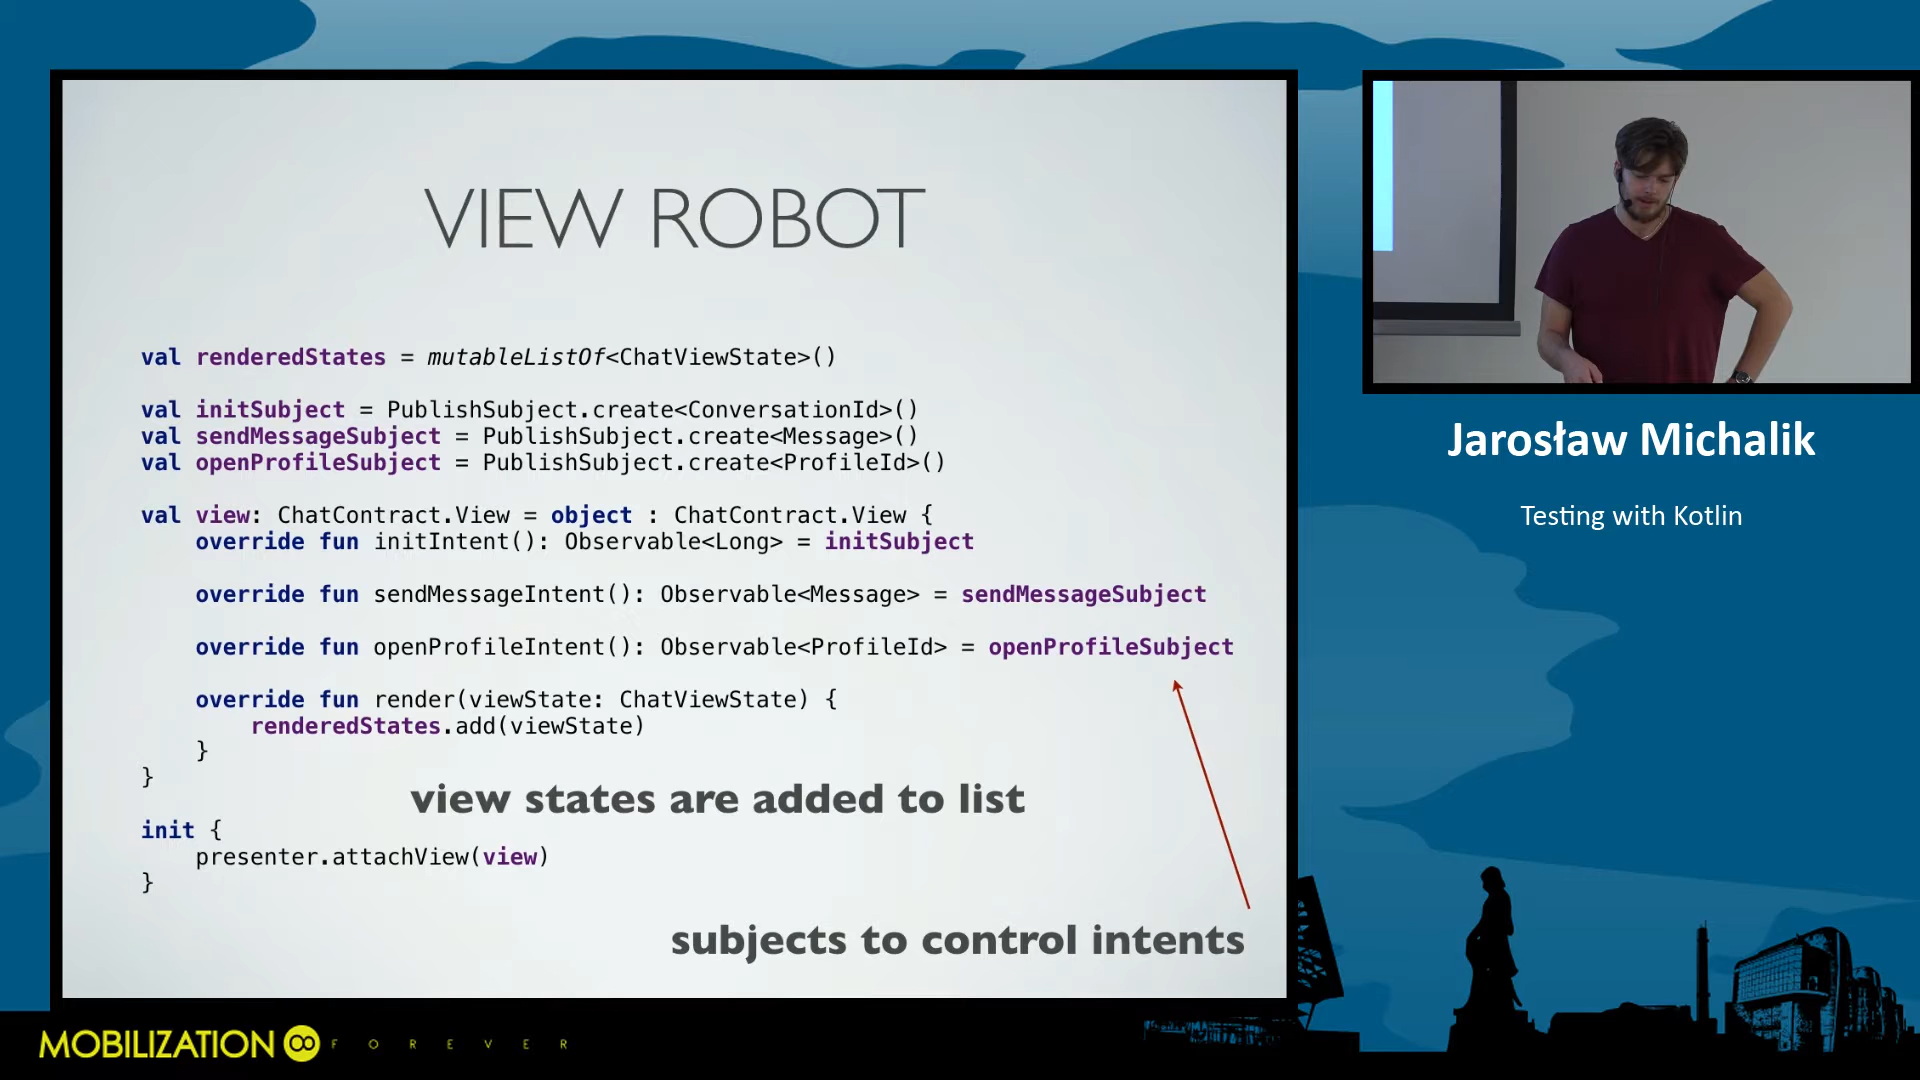 VIEW ROBOT
val renderedStates = mutableListOf<ChatViewState>()
val initSubject = PublishSubject.create<ConversationId>()
val sendMessageSubject = PublishSubject.create<Message>()
val openProfileSubject = PublishSubject.create<ProfileId>()
val view: ChatContract.View = object : ChatContract.View {
override fun initIntent(): Observable<Long> = initSubject
override fun sendMessageIntent(): Observable<Message> = sendMessageSubject
override fun openProfileIntent(): Observable<ProfileId> = openProfileSubject
override fun render(viewState: ChatViewState) {
renderedStates.add(viewState)
}
}
view states are added to list
init {
presenter.attachView(view)
}
subjects to control intents
Jarosław Michalik
Testing with Kotlin
MOBILIZATION ∞ FOREVER